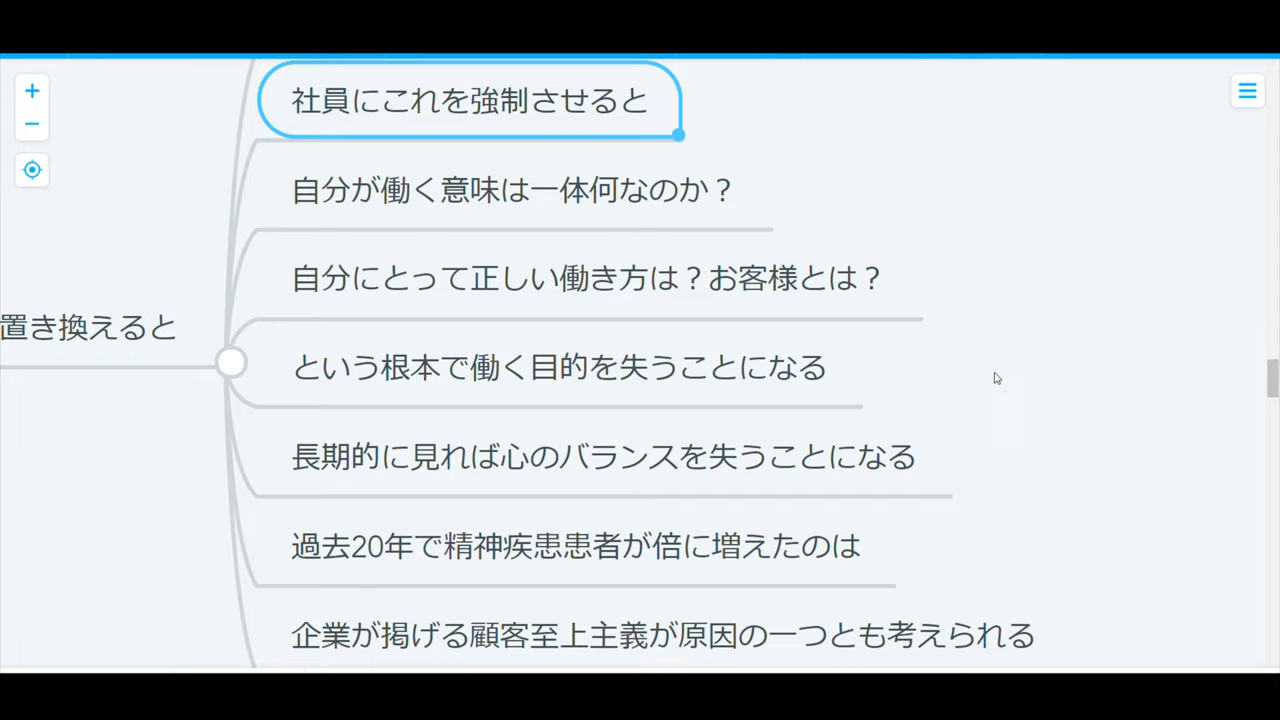 社員にこれを強制させると
自分が働く意味は一体何なのか？
自分にとって正しい働き方は？お客様とは？
置き換えると
という根本で働く目的を失うことになる
長期的に見れば心のバランスを失うことになる
過去20年で精神疾患患者が倍に増えたのは
企業が掲げる顧客至上主義が原因の一つとも考えられる